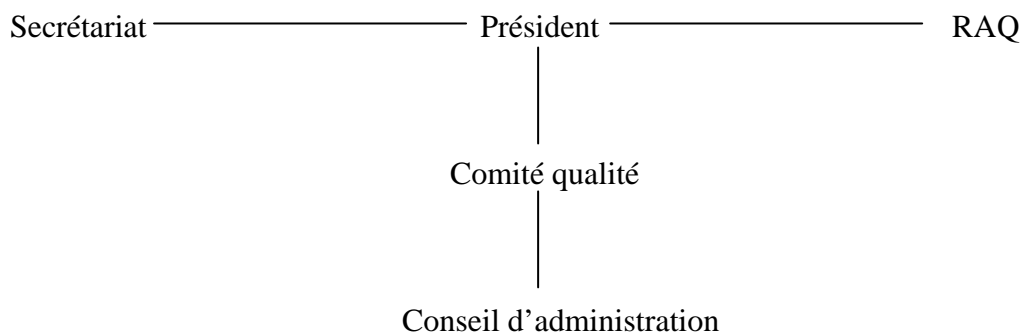 Secrétariat Président RAQ
Comité qualité
Conseil d’administration